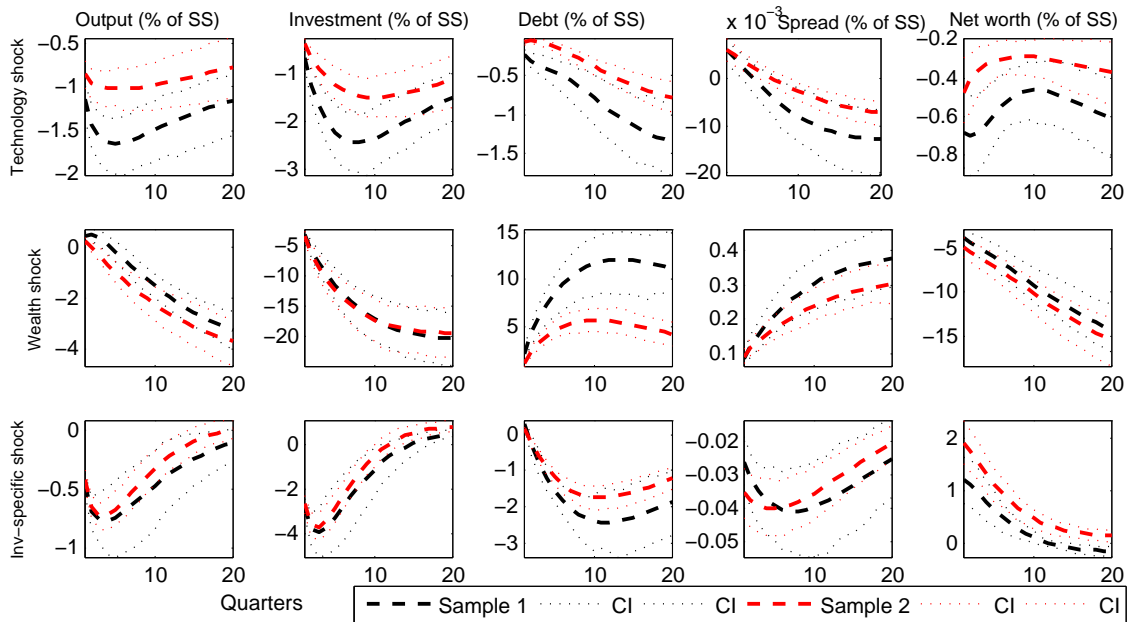 Output (% of SS) Investment (% of SS) Debt (% of SS) x 10⁻³ Spread (% of SS) Net worth (% of SS)
Technology shock
−0.5 −1 −1.5 −2 10 20
−1 −2 −3 10 20
−0.5 −1 −1.5 10 20
0 −10 −20 10 20
−0.2 −0.4 −0.6 −0.8 10 20
Wealth shock
0 −2 −4 10 20
−5 −10 −15 −20 10 20
15 10 5 10 20
0.4 0.3 0.2 0.1 10 20
−5 −10 −15 10 20
Inv−specific shock
0 −0.5 −1 10 20
0 −2 −4 10 20
0 −1 −2 −3 10 20
−0.02 −0.03 −0.04 −0.05 10 20
2 1 0 10 20
Quarters
Sample 1 CI CI Sample 2 CI CI